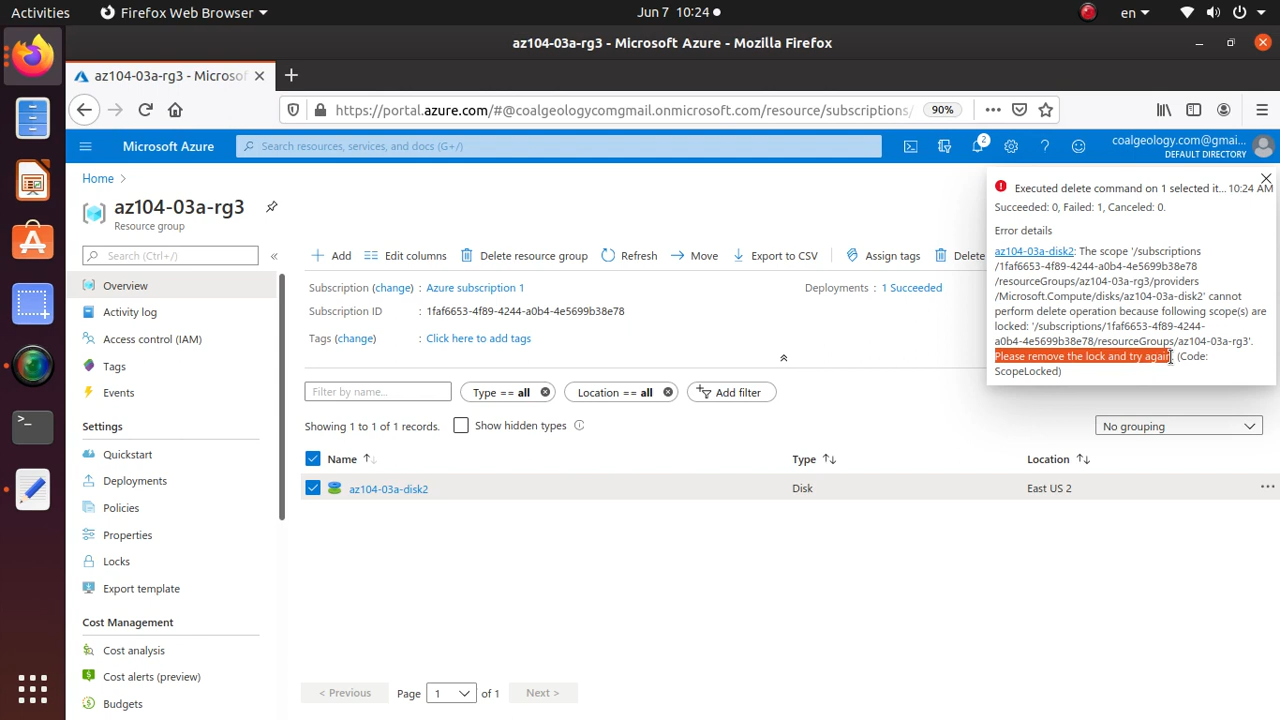 Activities
Firefox Web Browser
Jun 7 10:24
en
az104-03a-rg3 - Microsoft Azure - Mozilla Firefox
az104-03a-rg3 - Microsof
https://portal.azure.com/#@coalgeologycomgmail.onmicrosoft.com/resource/subscriptions/
90%
Microsoft Azure
Search resources, services, and docs (G+/)
2
coalgeology.com@gmai...
DEFAULT DIRECTORY
Home
az104-03a-rg3
Resource group
Executed delete command on 1 selected it... 10:24 AM
Succeeded: 0, Failed: 1, Canceled: 0.
Error details
az104-03a-disk2: The scope '/subscriptions
/1faf6653-4f89-4244-a0b4-4e5699b38e78
/resourceGroups/az104-03a-rg3/providers
/Microsoft.Compute/disks/az104-03a-disk2' cannot
perform delete operation because following scope(s) are
locked: '/subscriptions/1faf6653-4f89-4244-
a0b4-4e5699b38e78/resourceGroups/az104-03a-rg3'.
Please remove the lock and try again. (Code:
ScopeLocked)
Search (Ctrl+/)
Add
Edit columns
Delete resource group
Refresh
Move
Export to CSV
Assign tags
Delete
Overview
Activity log
Access control (IAM)
Tags
Events
Settings
Quickstart
Deployments
Policies
Properties
Locks
Export template
Cost Management
Cost analysis
Cost alerts (preview)
Budgets
Subscription (change) : Azure subscription 1
Deployments : 1 Succeeded
Subscription ID : 1faf6653-4f89-4244-a0b4-4e5699b38e78
Tags (change) : Click here to add tags
Filter by name...
Type == all
Location == all
Add filter
Showing 1 to 1 of 1 records.
Show hidden types
No grouping
Name
Type
Location
az104-03a-disk2
Disk
East US 2
< Previous
Page 1 of 1
Next >